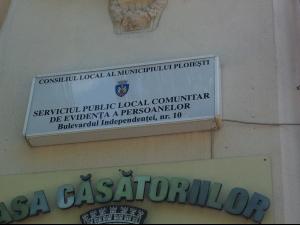 CONSILIUL LOCAL AL MUNICIPIULUI PLOIEȘTI
SERVICIUL PUBLIC LOCAL COMUNITAR
DE EVIDENȚA A PERSOANELOR
Bulevardul Independenței, nr. 10
ASA CĂSĂTORIILOR